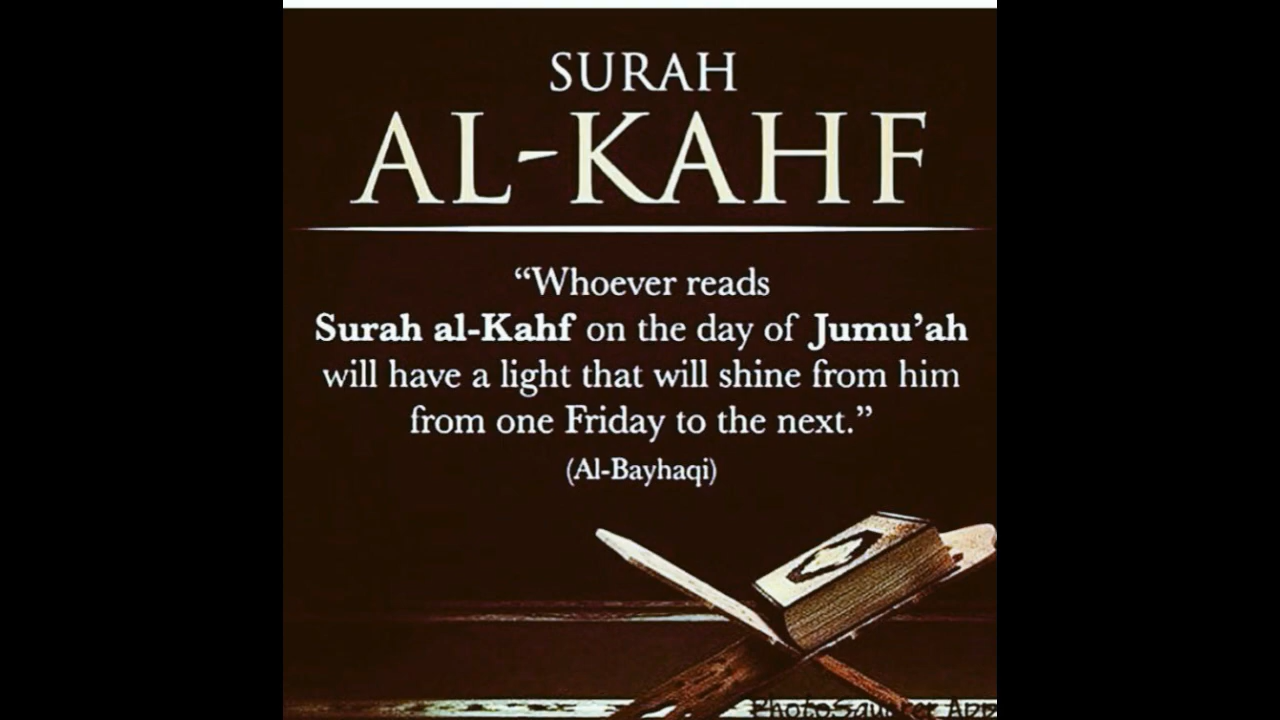 SURAH
AL-KAHF
“Whoever reads
Surah al-Kahf on the day of Jumu’ah
will have a light that will shine from him
from one Friday to the next.”
(Al-Bayhaqi)